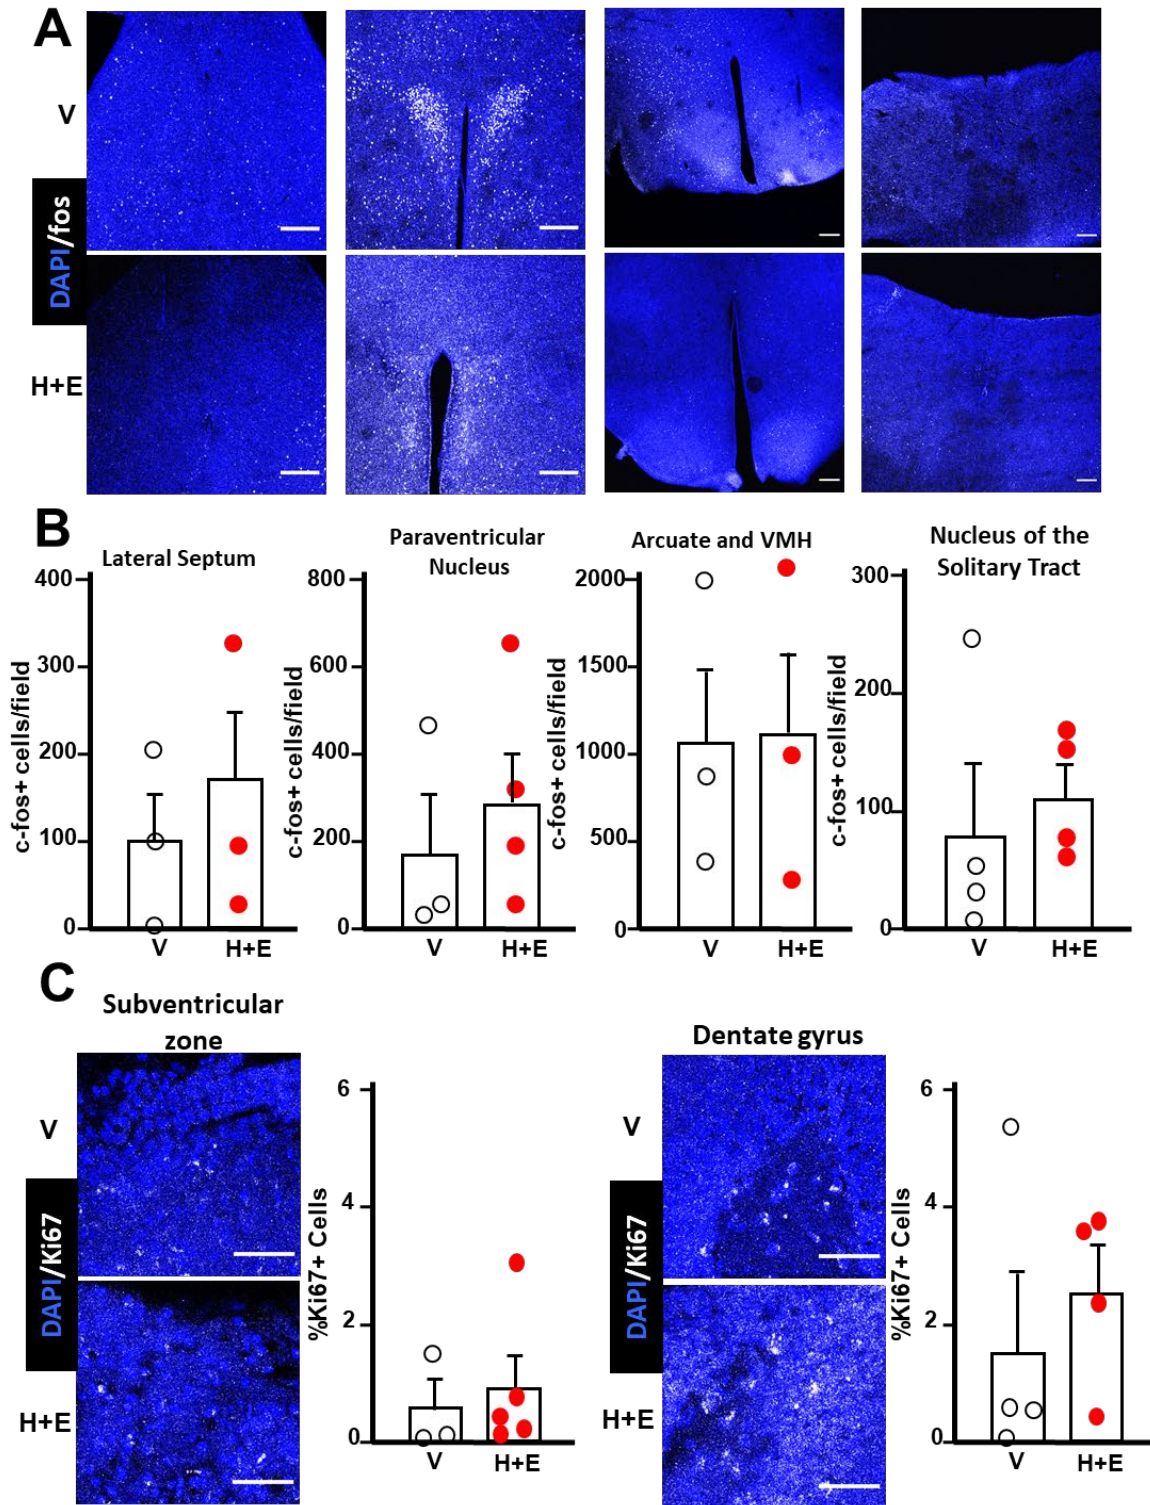 A
V
DAPI/fos
H+E
B
Lateral Septum
400
300
200
100
0
c-fos+ cells/field
V
H+E
Paraventricular
Nucleus
800
600
400
200
0
c-fos+ cells/field
V
H+E
Arcuate and VMH
2000
1500
1000
500
0
c-fos+ cells/field
V
H+E
Nucleus of the
Solitary Tract
300
200
100
0
c-fos+ cells/field
V
H+E
C
Subventricular
zone
V
DAPI/Ki67
H+E
6
4
2
0
%Ki67+ Cells
V
H+E
Dentate gyrus
V
DAPI/Ki67
H+E
6
4
2
0
%Ki67+ Cells
V
H+E